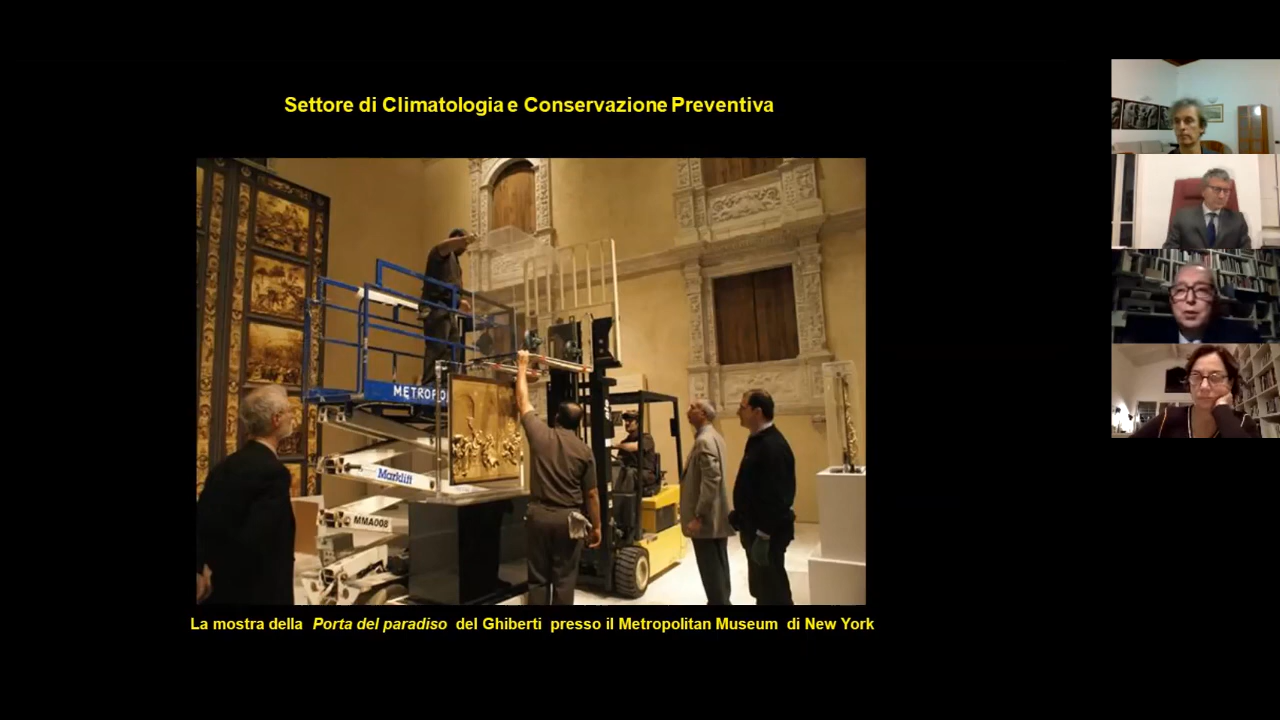 Settore di Climatologia e Conservazione Preventiva
METROPO
Marklift
MMA008
La mostra della Porta del paradiso del Ghiberti presso il Metropolitan Museum di New York